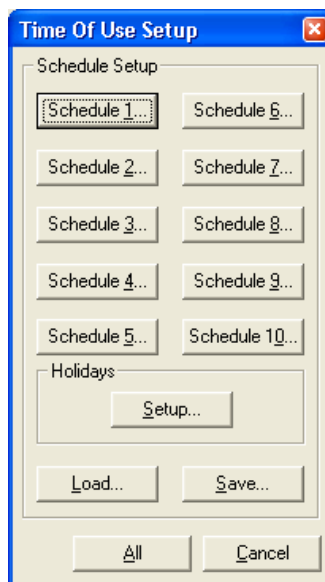 Time Of Use Setup
Schedule Setup
Schedule 1... Schedule 6...
Schedule 2... Schedule 7...
Schedule 3... Schedule 8...
Schedule 4... Schedule 9...
Schedule 5... Schedule 10...
Holidays
Setup...
Load... Save...
All Cancel